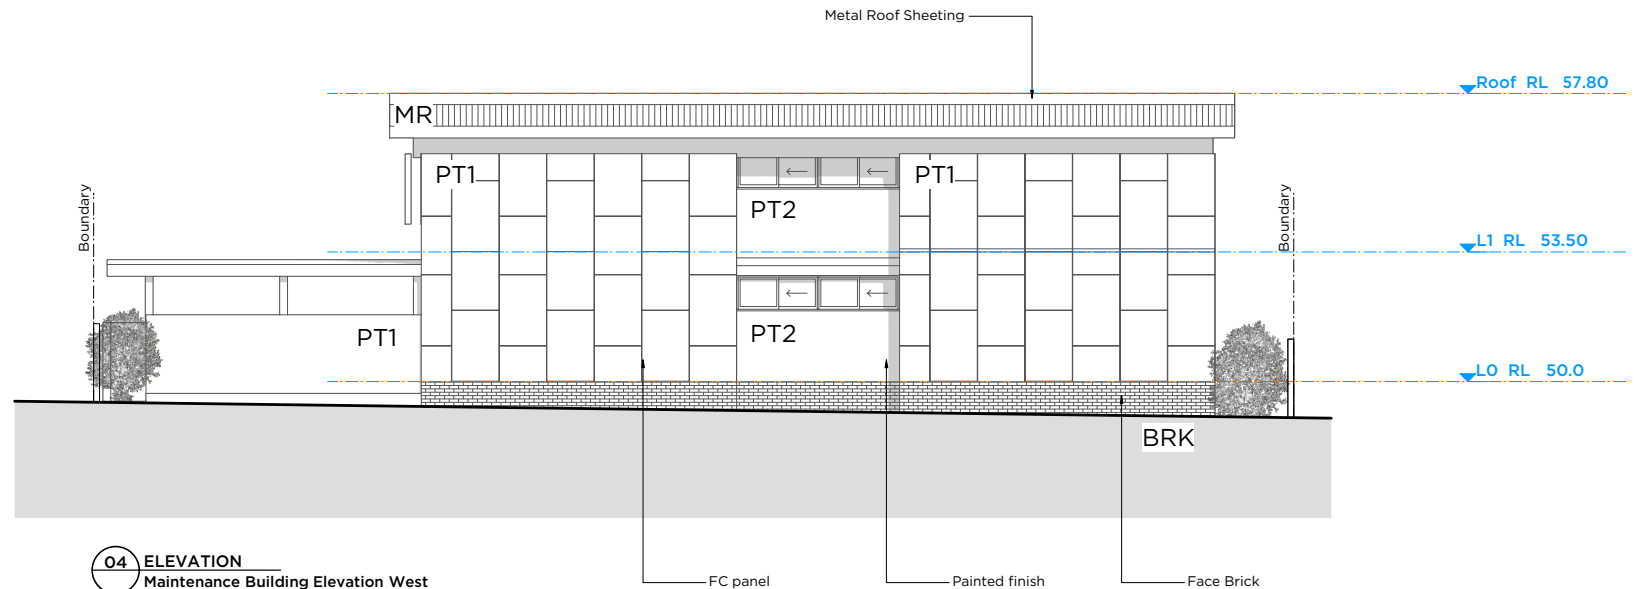 Metal Roof Sheeting
Roof RL 57.80
MR
PT1
PT1
PT2
Boundary
Boundary
L1 RL 53.50
PT1
PT2
L0 RL 50.0
BRK
04 ELEVATION
Maintenance Building Elevation West
FC panel
Painted finish
Face Brick